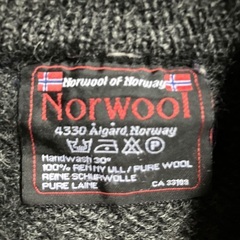 Norwool of Norway
Norwool
4330 Ålgård, Norway
P
Handwash 30°
100% REN NY ULL / PURE WOOL
REINE SCHURWOLLE
PURE LAINE CA 33193